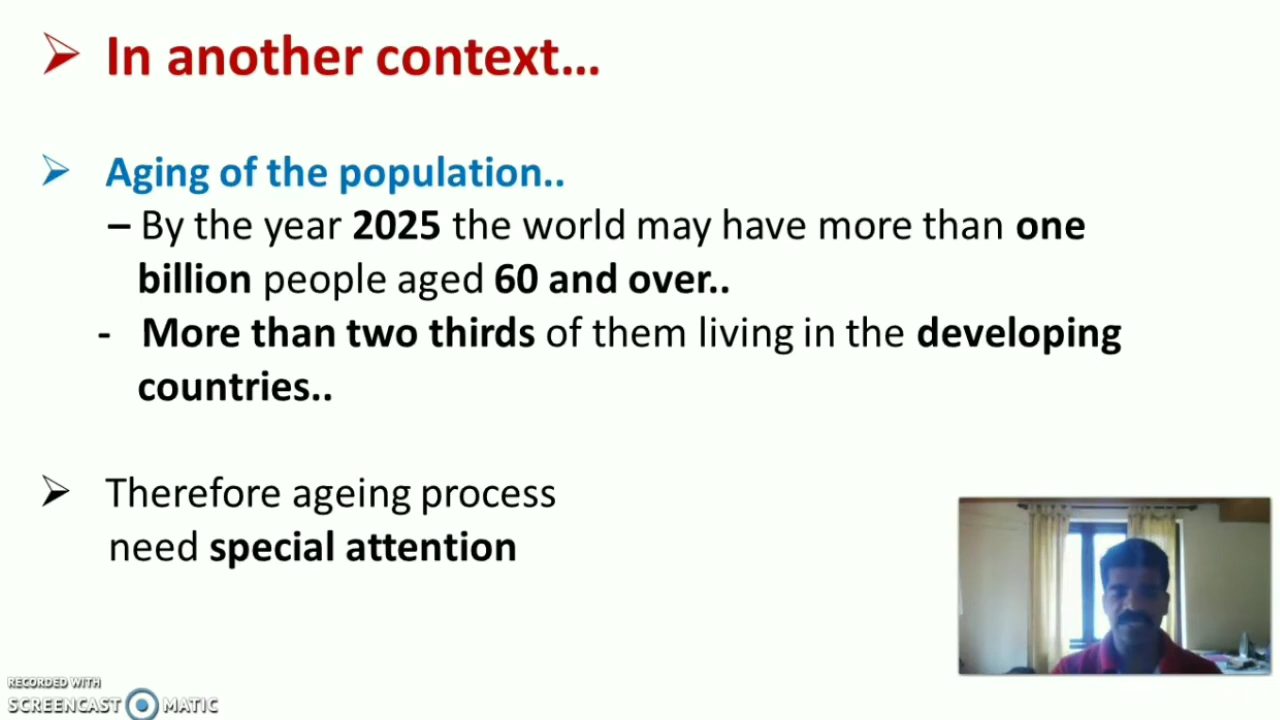 In another context...
Aging of the population..
– By the year 2025 the world may have more than one
billion people aged 60 and over..
- More than two thirds of them living in the developing
countries..
Therefore ageing process
need special attention
RECORDED WITH
SCREENCAST MATIC